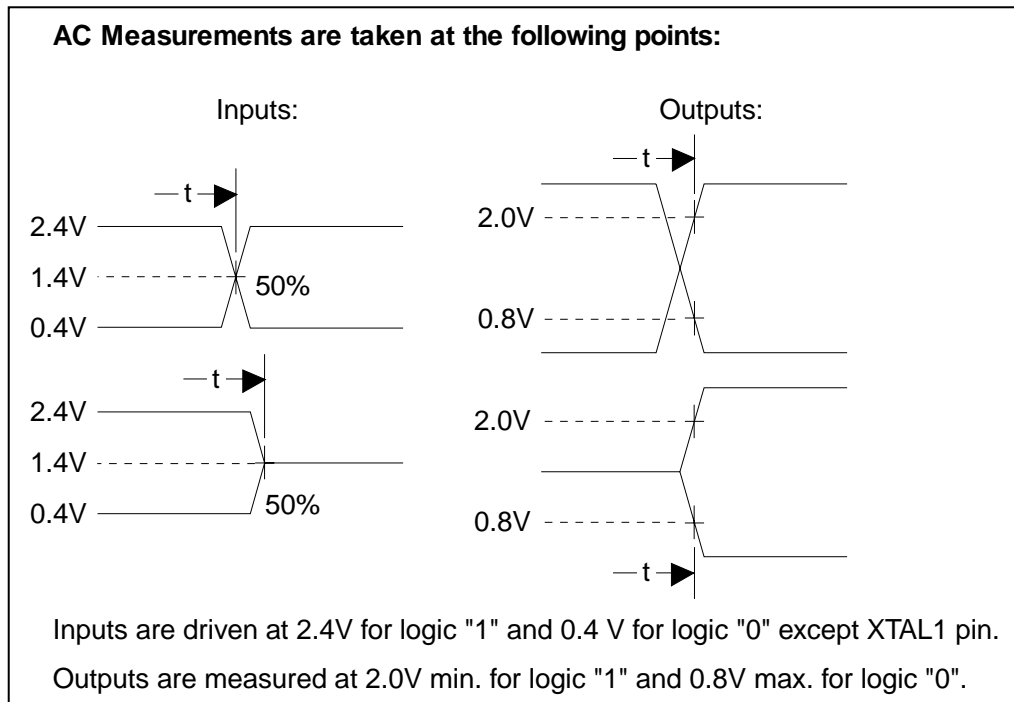 AC Measurements are taken at the following points:
Inputs:
Outputs:
t
2.4V
1.4V
50%
0.4V
t
2.4V
1.4V
50%
0.4V
t
2.0V
0.8V
2.0V
0.8V
t
Inputs are driven at 2.4V for logic "1" and 0.4 V for logic "0" except XTAL1 pin.
Outputs are measured at 2.0V min. for logic "1" and 0.8V max. for logic "0".